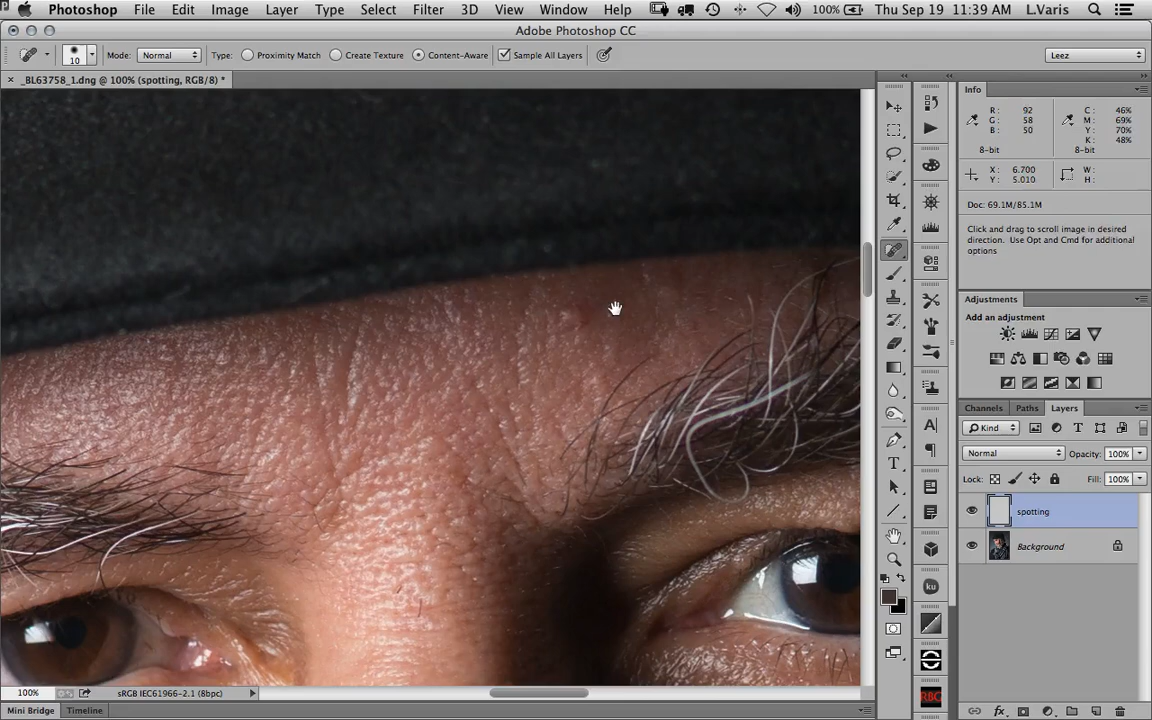 Photoshop File Edit Image Layer Type Select Filter 3D View Window Help 100% Thu Sep 19 11:39 AM L.Varis
Adobe Photoshop CC
10 Mode: Normal Type: Proximity Match Create Texture Content-Aware Sample All Layers Leez
× _BL63758_1.dng @ 100% (spotting, RGB/8) *
Info
R: 92 C: 46%
G: 58 M: 69%
B: 50 Y: 70%
K: 48%
8-bit 8-bit
X: 6.700 W:
Y: 5.010 H:
Doc: 69.1M/85.1M
Click and drag to scroll image in desired
direction. Use Opt and Cmd for additional
options
Adjustments
Add an adjustment
Channels Paths Layers
Kind
Normal Opacity: 100%
Lock: Fill: 100%
spotting
Background
ku
RBG
100% sRGB IEC61966-2.1 (8bpc)
Mini Bridge Timeline